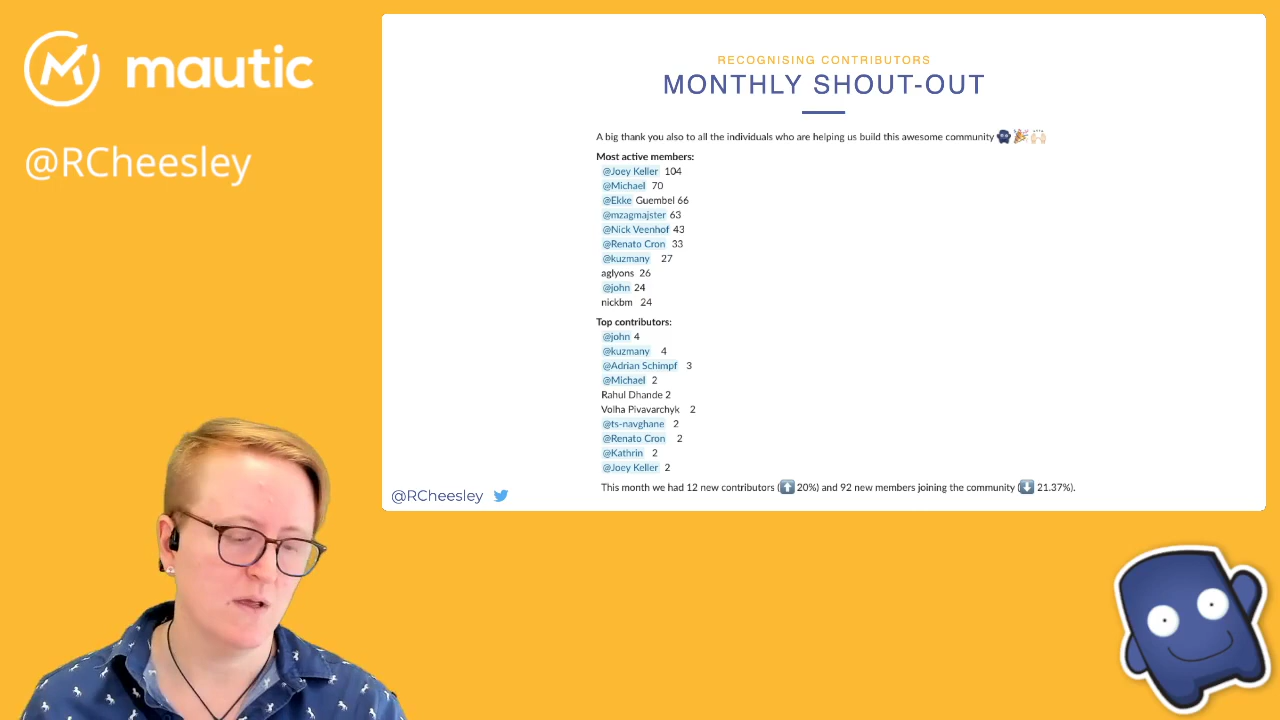 mautic
@RCheesley
RECOGNISING CONTRIBUTORS
MONTHLY SHOUT-OUT
A big thank you also to all the individuals who are helping us build this awesome community
Most active members:
@Joey Keller 104
@Michael 70
@Ekke Guembel 66
@mzagmajster 63
@Nick Veenhof 43
@Renato Cron 33
@kuzmany 27
aglyons 26
@john 24
nickbm 24
Top contributors:
@john 4
@kuzmany 4
@Adrian Schimpf 3
@Michael 2
Rahul Dhande 2
Volha Pivavarchyk 2
@ts-navghane 2
@Renato Cron 2
@Kathrin 2
@Joey Keller 2
This month we had 12 new contributors (⬆️ 20%) and 92 new members joining the community (⬇️ 21.37%).
@RCheesley